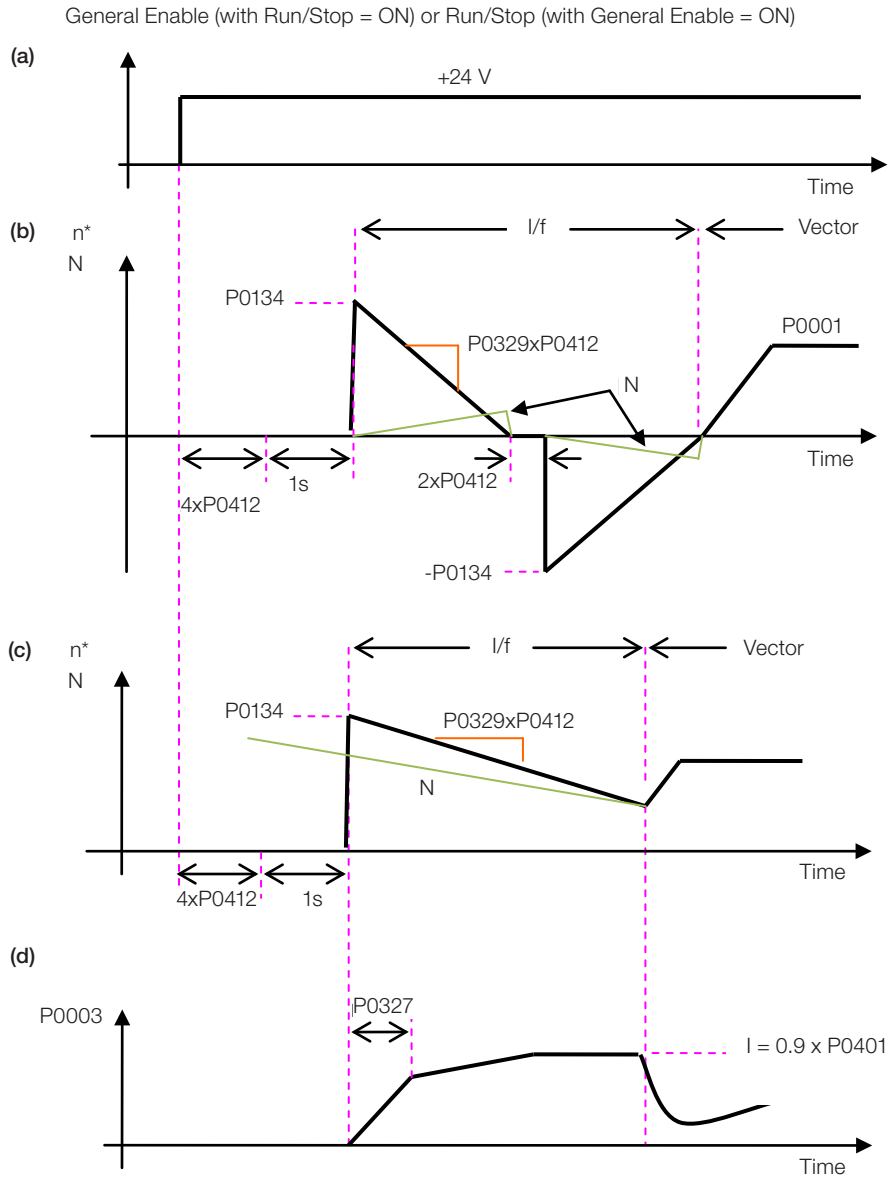 General Enable (with Run/Stop = ON) or Run/Stop (with General Enable = ON)
(a)
+24 V
Time
(b)
n*
N
I/f
Vector
P0134
P0329xP0412
P0001
N
Time
4xP0412
1s
2xP0412
-P0134
(c)
n*
N
I/f
Vector
P0134
P0329xP0412
N
Time
4xP0412
1s
(d)
P0003
P0327
I = 0.9 x P0401
Time